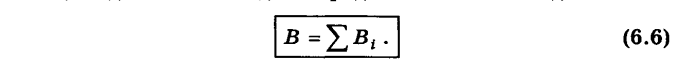 B = ∑ B_i . (6.6)